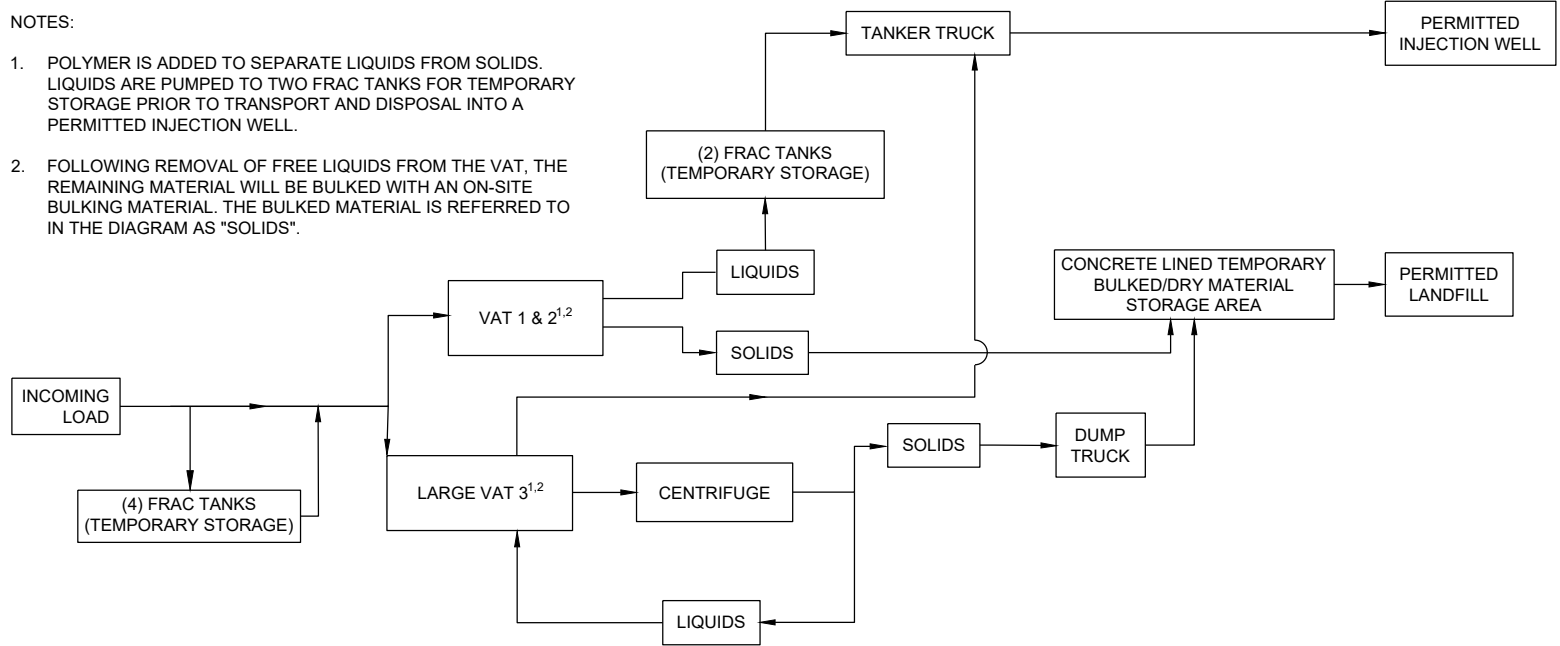 NOTES:
1. POLYMER IS ADDED TO SEPARATE LIQUIDS FROM SOLIDS.
LIQUIDS ARE PUMPED TO TWO FRAC TANKS FOR TEMPORARY
STORAGE PRIOR TO TRANSPORT AND DISPOSAL INTO A
PERMITTED INJECTION WELL.
2. FOLLOWING REMOVAL OF FREE LIQUIDS FROM THE VAT, THE
REMAINING MATERIAL WILL BE BULKED WITH AN ON-SITE
BULKING MATERIAL. THE BULKED MATERIAL IS REFERRED TO
IN THE DIAGRAM AS "SOLIDS".
TANKER TRUCK
PERMITTED
INJECTION WELL
(2) FRAC TANKS
(TEMPORARY STORAGE)
LIQUIDS
CONCRETE LINED TEMPORARY
BULKED/DRY MATERIAL
STORAGE AREA
PERMITTED
LANDFILL
VAT 1 & 2¹,²
SOLIDS
INCOMING
LOAD
SOLIDS
DUMP
TRUCK
(4) FRAC TANKS
(TEMPORARY STORAGE)
LARGE VAT 3¹,²
CENTRIFUGE
LIQUIDS